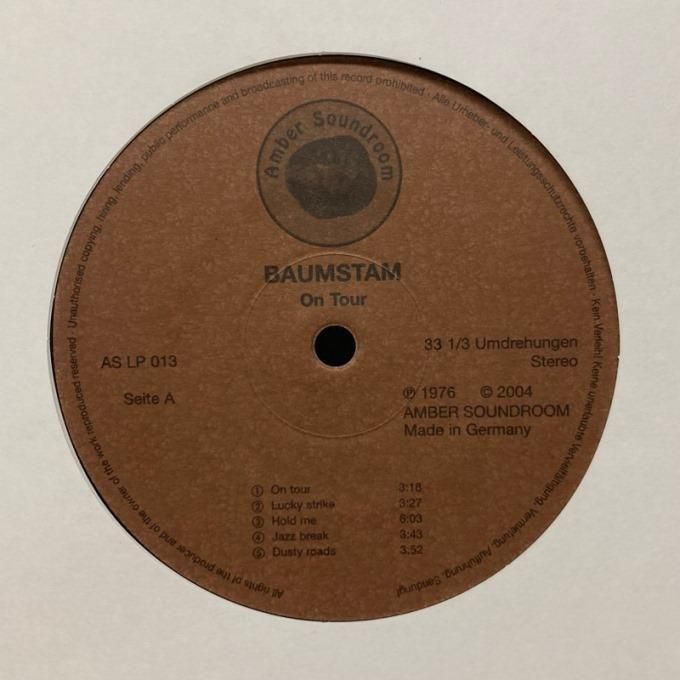 All rights of the producer and of the owner of the work reproduced reserved · Unauthorised copying, hiring, lending, public performance and broadcasting of this record prohibited · Alle Urheber- und Leistungsschutzrechte vorbehalten · Kein Verleih! Keine unerlaubte Vervielfältigung, Vermietung, Aufführung, Sendung!
Amber Soundroom
BAUMSTAM
On Tour
33 1/3 Umdrehungen
Stereo
AS LP 013
Seite A
℗ 1976 © 2004
AMBER SOUNDROOM
Made in Germany
① On tour 3:18
② Lucky strike 3:27
③ Hold me 6:03
④ Jazz break 3:43
⑤ Dusty roads 3:52